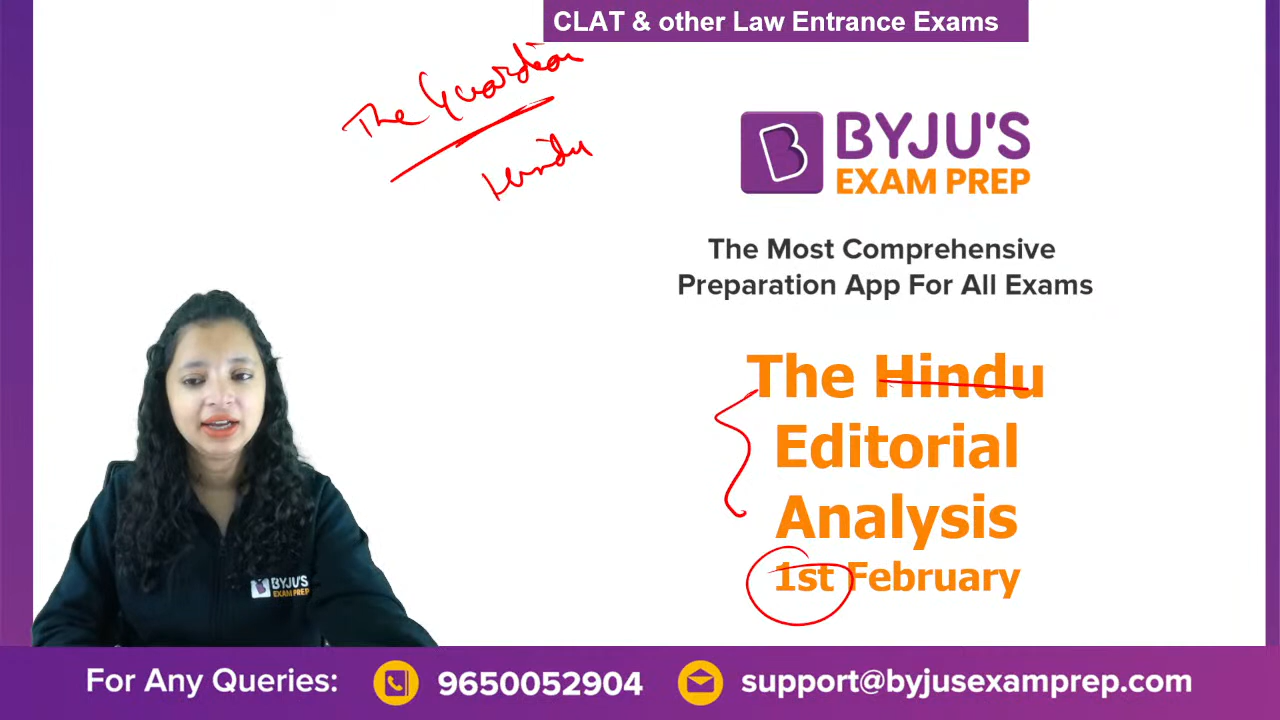 CLAT & other Law Entrance Exams
The Guardian
Hindu
BYJU'S
EXAM PREP
The Most Comprehensive
Preparation App For All Exams
The Hindu
Editorial
Analysis
1st February
BYJU'S
EXAM PREP
For Any Queries:
9650052904
support@byjusexamprep.com